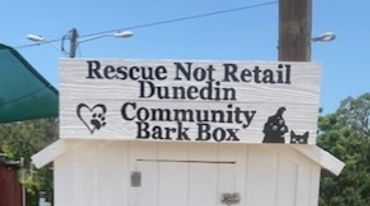 Rescue Not Retail
Dunedin
Community
Bark Box